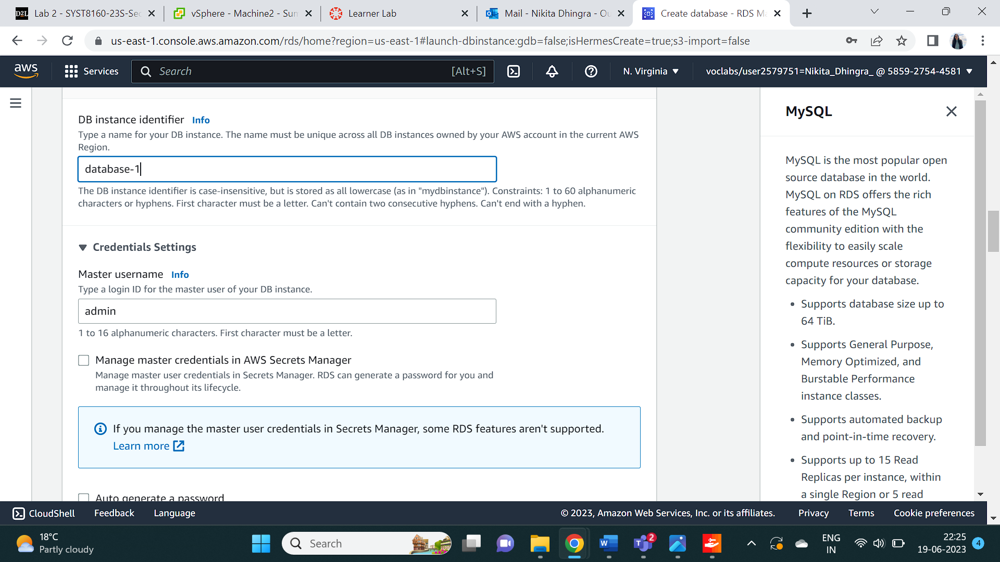 D2L Lab 2 - SYST8160-23S-Sec
vSphere - Machine2 - Sum
Learner Lab
Mail - Nikita Dhingra - Ou
Create database - RDS Ma
us-east-1.console.aws.amazon.com/rds/home?region=us-east-1#launch-dbinstance:gdb=false;isHermesCreate=true;s3-import=false
aws
Services
Search
[Alt+S]
N. Virginia
voclabs/user2579751=Nikita_Dhingra_ @ 5859-2754-4581
DB instance identifier Info
Type a name for your DB instance. The name must be unique across all DB instances owned by your AWS account in the current AWS
Region.
database-1
The DB instance identifier is case-insensitive, but is stored as all lowercase (as in "mydbinstance"). Constraints: 1 to 60 alphanumeric
characters or hyphens. First character must be a letter. Can't contain two consecutive hyphens. Can't end with a hyphen.
Credentials Settings
Master username Info
Type a login ID for the master user of your DB instance.
admin
1 to 16 alphanumeric characters. First character must be a letter.
Manage master credentials in AWS Secrets Manager
Manage master user credentials in Secrets Manager. RDS can generate a password for you and
manage it throughout its lifecycle.
If you manage the master user credentials in Secrets Manager, some RDS features aren't supported.
Learn more
Auto generate a password
MySQL
MySQL is the most popular open
source database in the world.
MySQL on RDS offers the rich
features of the MySQL
community edition with the
flexibility to easily scale
compute resources or storage
capacity for your database.
• Supports database size up to
64 TiB.
• Supports General Purpose,
Memory Optimized, and
Burstable Performance
instance classes.
• Supports automated backup
and point-in-time recovery.
• Supports up to 15 Read
Replicas per instance, within
a single Region or 5 read
CloudShell
Feedback
Language
© 2023, Amazon Web Services, Inc. or its affiliates.
Privacy
Terms
Cookie preferences
18°C
Partly cloudy
Search
W
T
2
ENG
IN
22:25
19-06-2023
4